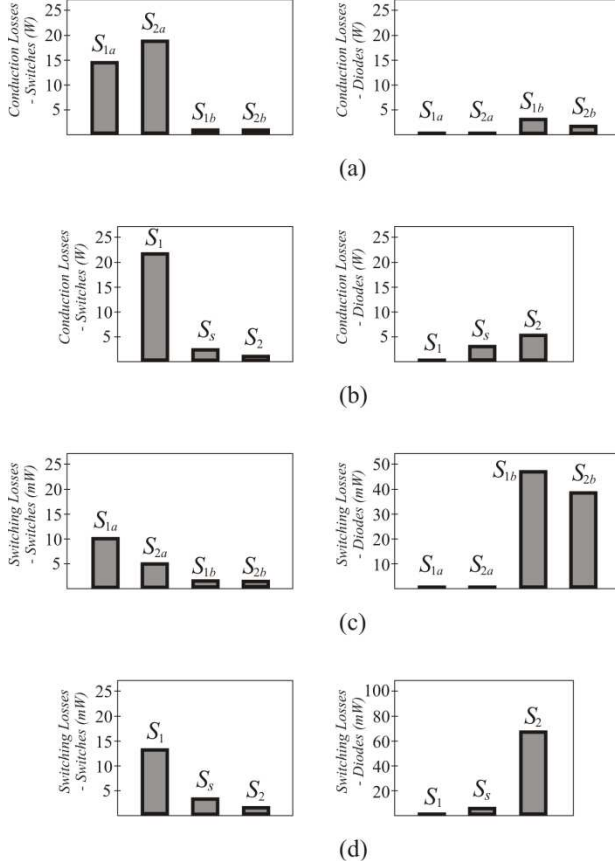 Conduction Losses
- Switches (W)
25
20
15
10
5
S1a
S2a
S1b
S2b
Conduction Losses
- Diodes (W)
25
20
15
10
5
S1a
S2a
S1b
S2b
(a)
Conduction Losses
- Switches (W)
25
20
15
10
5
S1
Ss
S2
Conduction Losses
- Diodes (W)
25
20
15
10
5
S1
Ss
S2
(b)
Switching Losses
- Switches (mW)
25
20
15
10
5
S1a
S2a
S1b
S2b
Switching Losses
- Diodes (mW)
50
40
30
20
10
S1a
S2a
S1b
S2b
(c)
Switching Losses
- Switches (mW)
25
20
15
10
5
S1
Ss
S2
Switching Losses
- Diodes (mW)
100
80
60
40
20
S1
Ss
S2
(d)